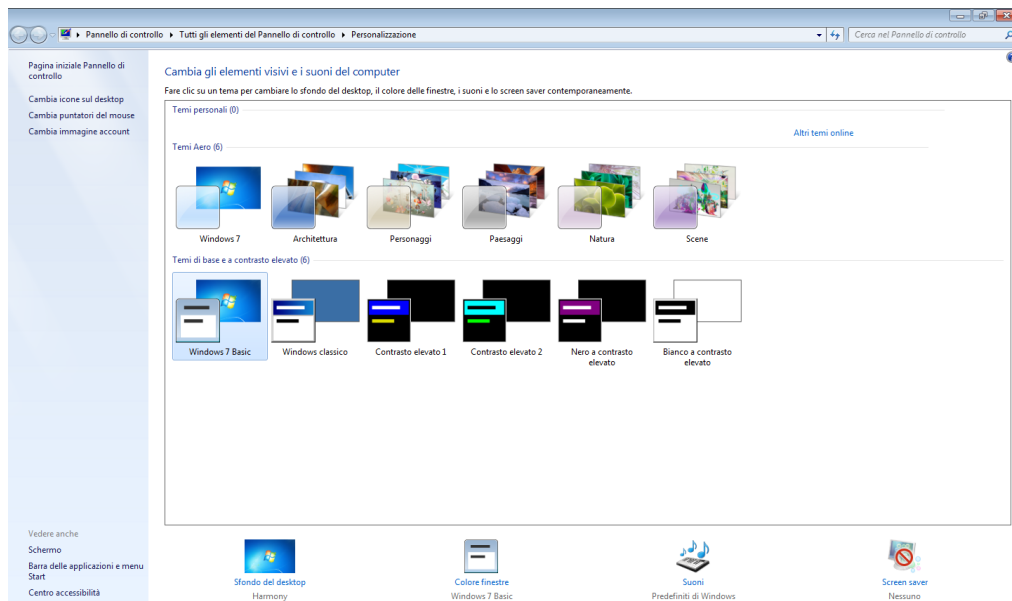 Pannello di controllo Tutti gli elementi del Pannello di controllo Personalizzazione
Cerca nel Pannello di controllo
Pagina iniziale Pannello di
controllo
Cambia icone sul desktop
Cambia puntatori del mouse
Cambia immagine account
Cambia gli elementi visivi e i suoni del computer
Fare clic su un tema per cambiare lo sfondo del desktop, il colore delle finestre, i suoni e lo screen saver contemporaneamente.
Temi personali (0)
Altri temi online
Temi Aero (6)
Windows 7
Architettura
Personaggi
Paesaggi
Natura
Scene
Temi di base e a contrasto elevato (6)
Windows 7 Basic
Windows classico
Contrasto elevato 1
Contrasto elevato 2
Nero a contrasto
elevato
Bianco a contrasto
elevato
Vedere anche
Schermo
Barra delle applicazioni e menu
Start
Centro accessibilità
Sfondo del desktop
Harmony
Colore finestre
Windows 7 Basic
Suoni
Predefiniti di Windows
Screen saver
Nessuno